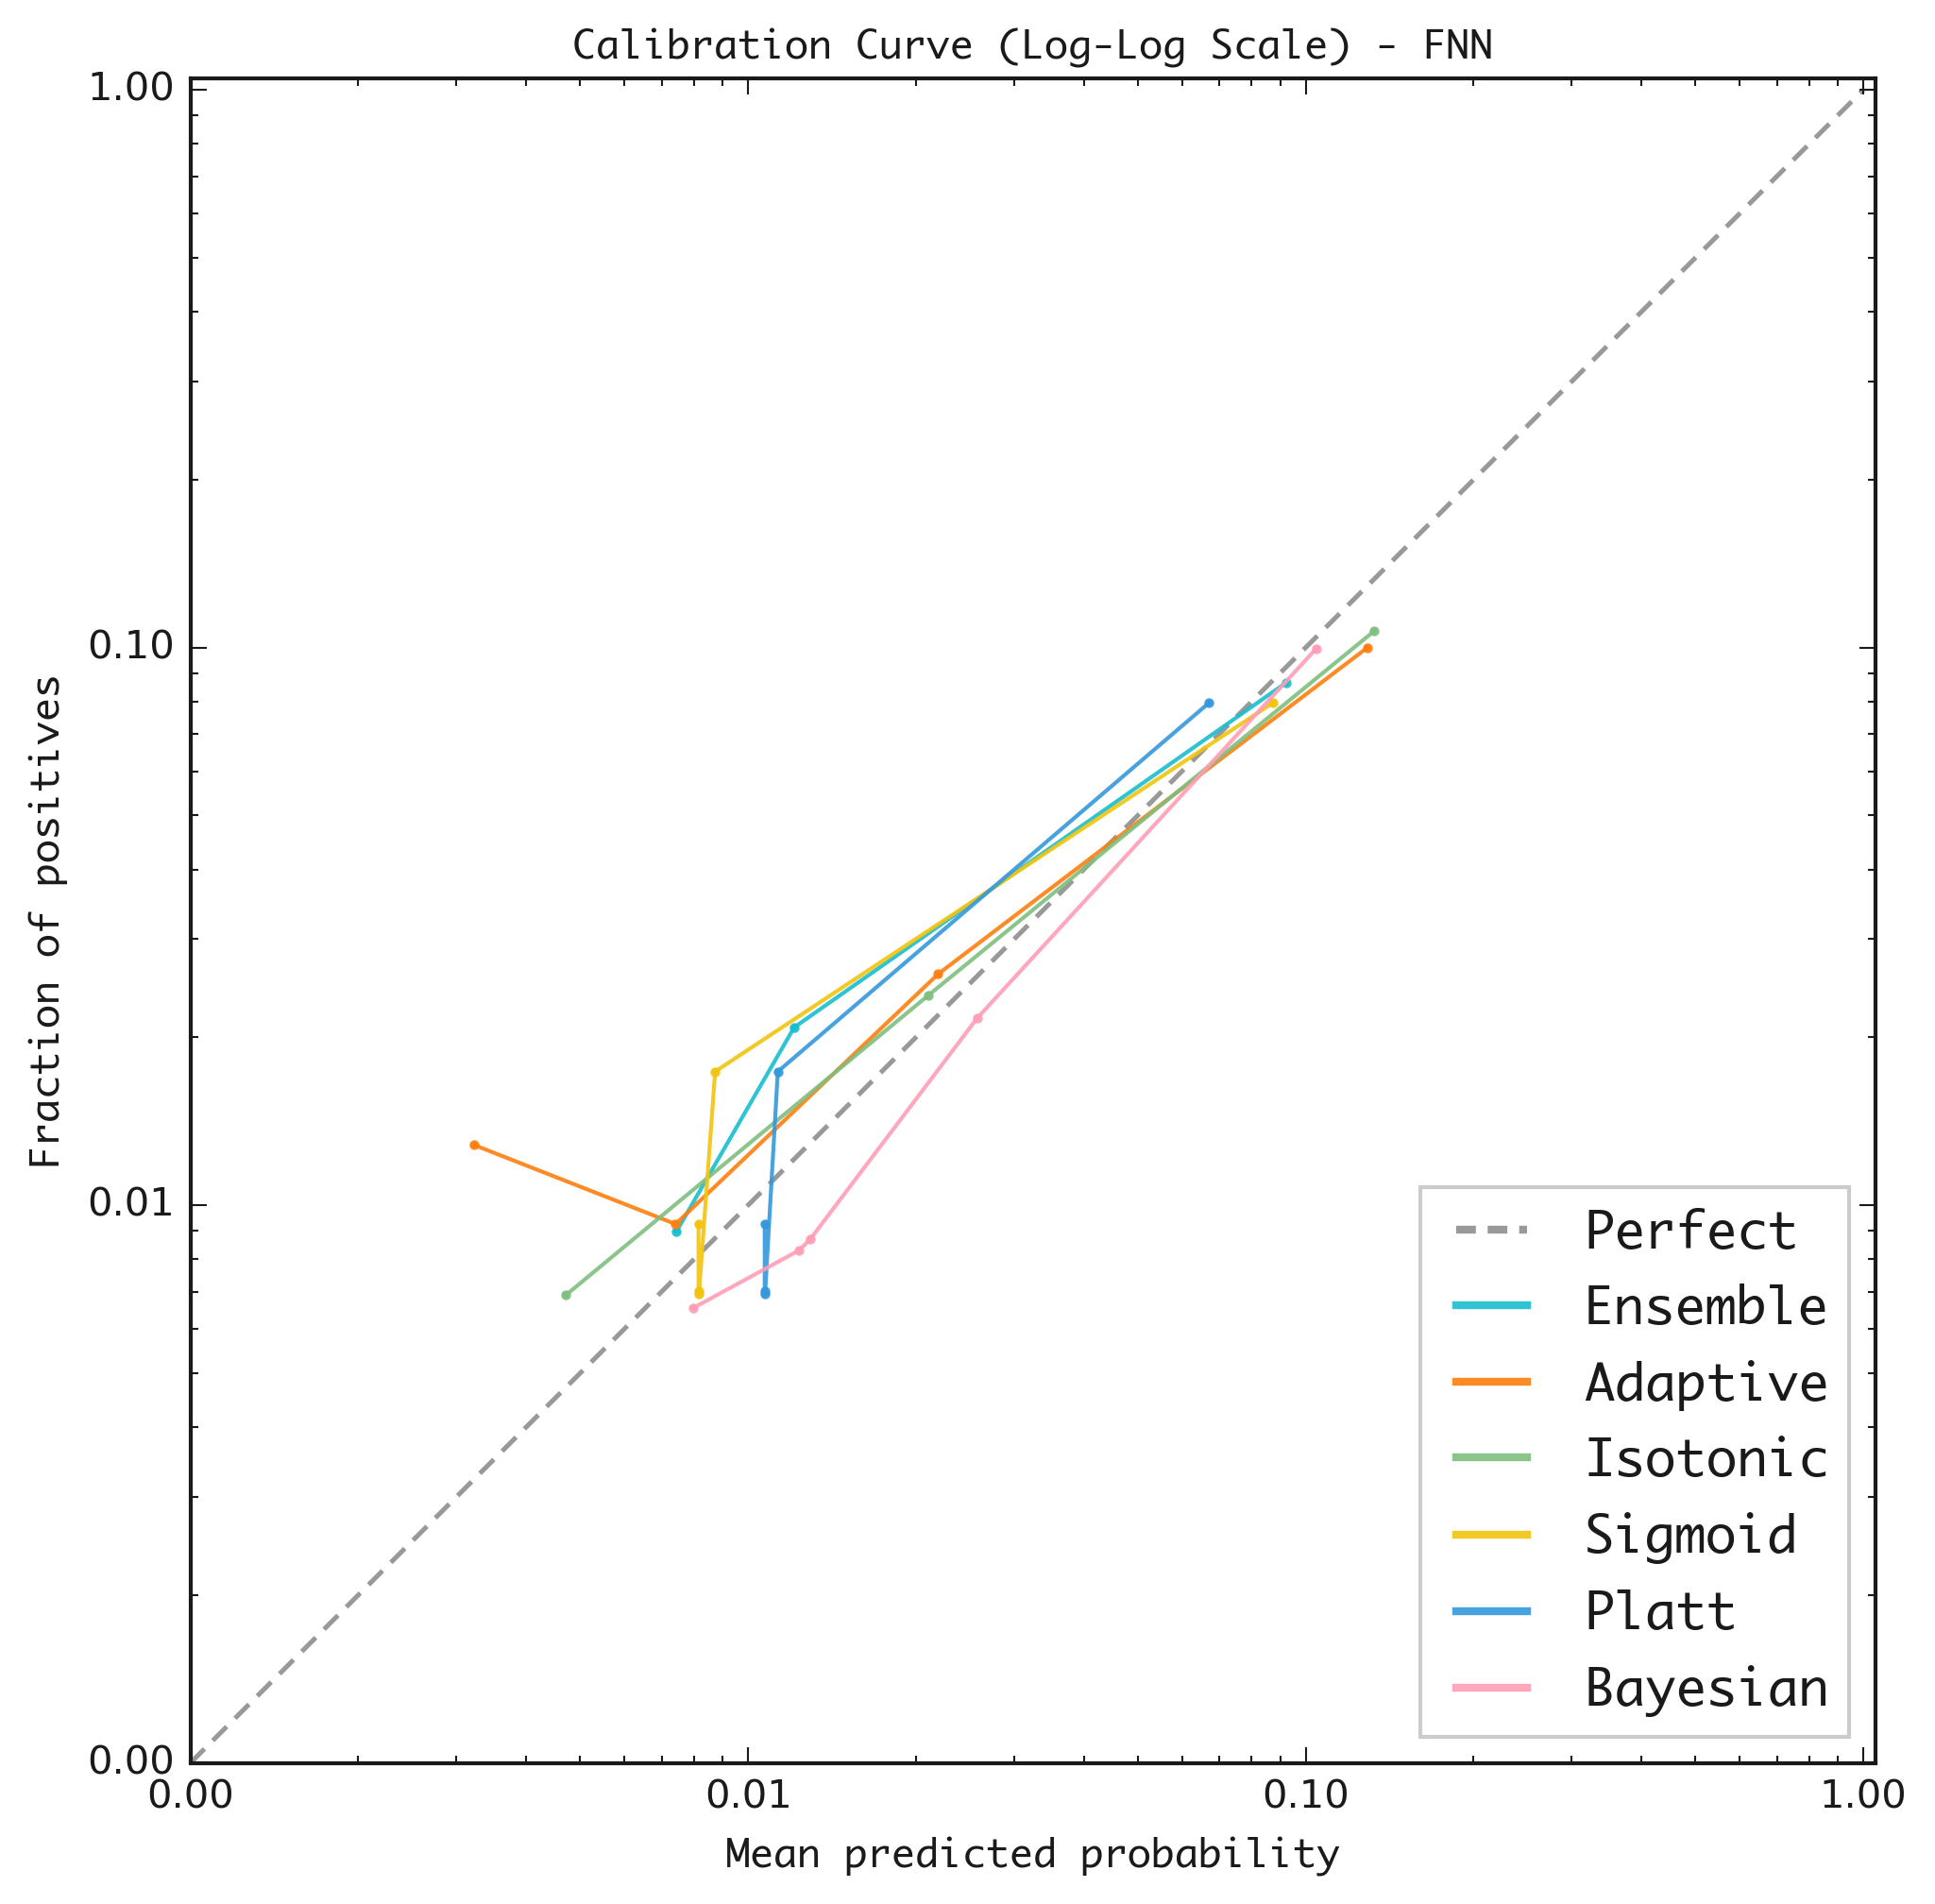 Calibration Curve (Log-Log Scale) - FNN
1.00
0.10
0.01
0.00
Fraction of positives
0.00
0.01
0.10
1.00
Mean predicted probability
Perfect
Ensemble
Adaptive
Isotonic
Sigmoid
Platt
Bayesian